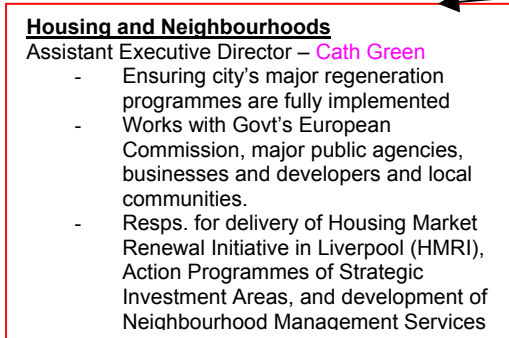 Housing and Neighbourhoods
Assistant Executive Director – Cath Green
- Ensuring city's major regeneration
programmes are fully implemented
- Works with Govt's European
Commission, major public agencies,
businesses and developers and local
communities.
- Resps. for delivery of Housing Market
Renewal Initiative in Liverpool (HMRI),
Action Programmes of Strategic
Investment Areas, and development of
Neighbourhood Management Services